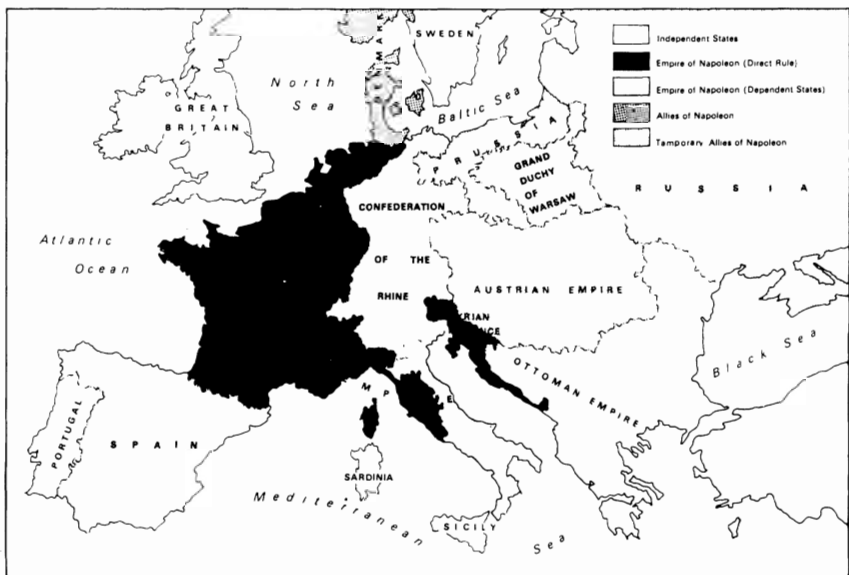 SWEDEN
Independent States
Empire of Napoleon (Direct Rule)
Empire of Napoleon (Dependent States)
Allies of Napoleon
Tamporary Allies of Napoleon
North
Sea
Baltic Sea
GREAT
BRITAIN
PRUSSIA
GRAND
DUCHY
OF
WARSAW
RUSSIA
CONFEDERATION
OF THE
RHINE
Atlantic
Ocean
AUSTRIAN EMPIRE
Black Sea
OTTOMAN EMPIRE
PORTUGAL
SPAIN
SARDINIA
Mediterranean
Sea
SICILY